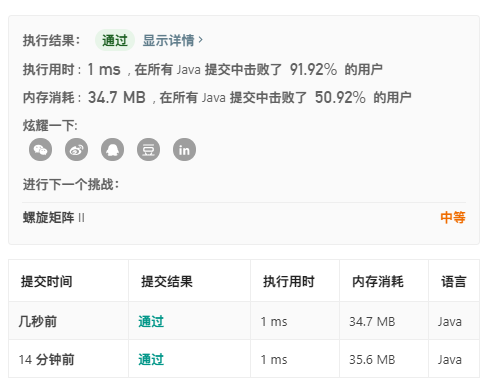 执行结果： 通过 显示详情 ›
执行用时 : 1 ms , 在所有 Java 提交中击败了 91.92% 的用户
内存消耗 : 34.7 MB , 在所有 Java 提交中击败了 50.92% 的用户
炫耀一下:
豆 in
进行下一个挑战：
螺旋矩阵 II 中等
提交时间 提交结果 执行用时 内存消耗 语言
几秒前 通过 1 ms 34.7 MB Java
14 分钟前 通过 1 ms 35.6 MB Java